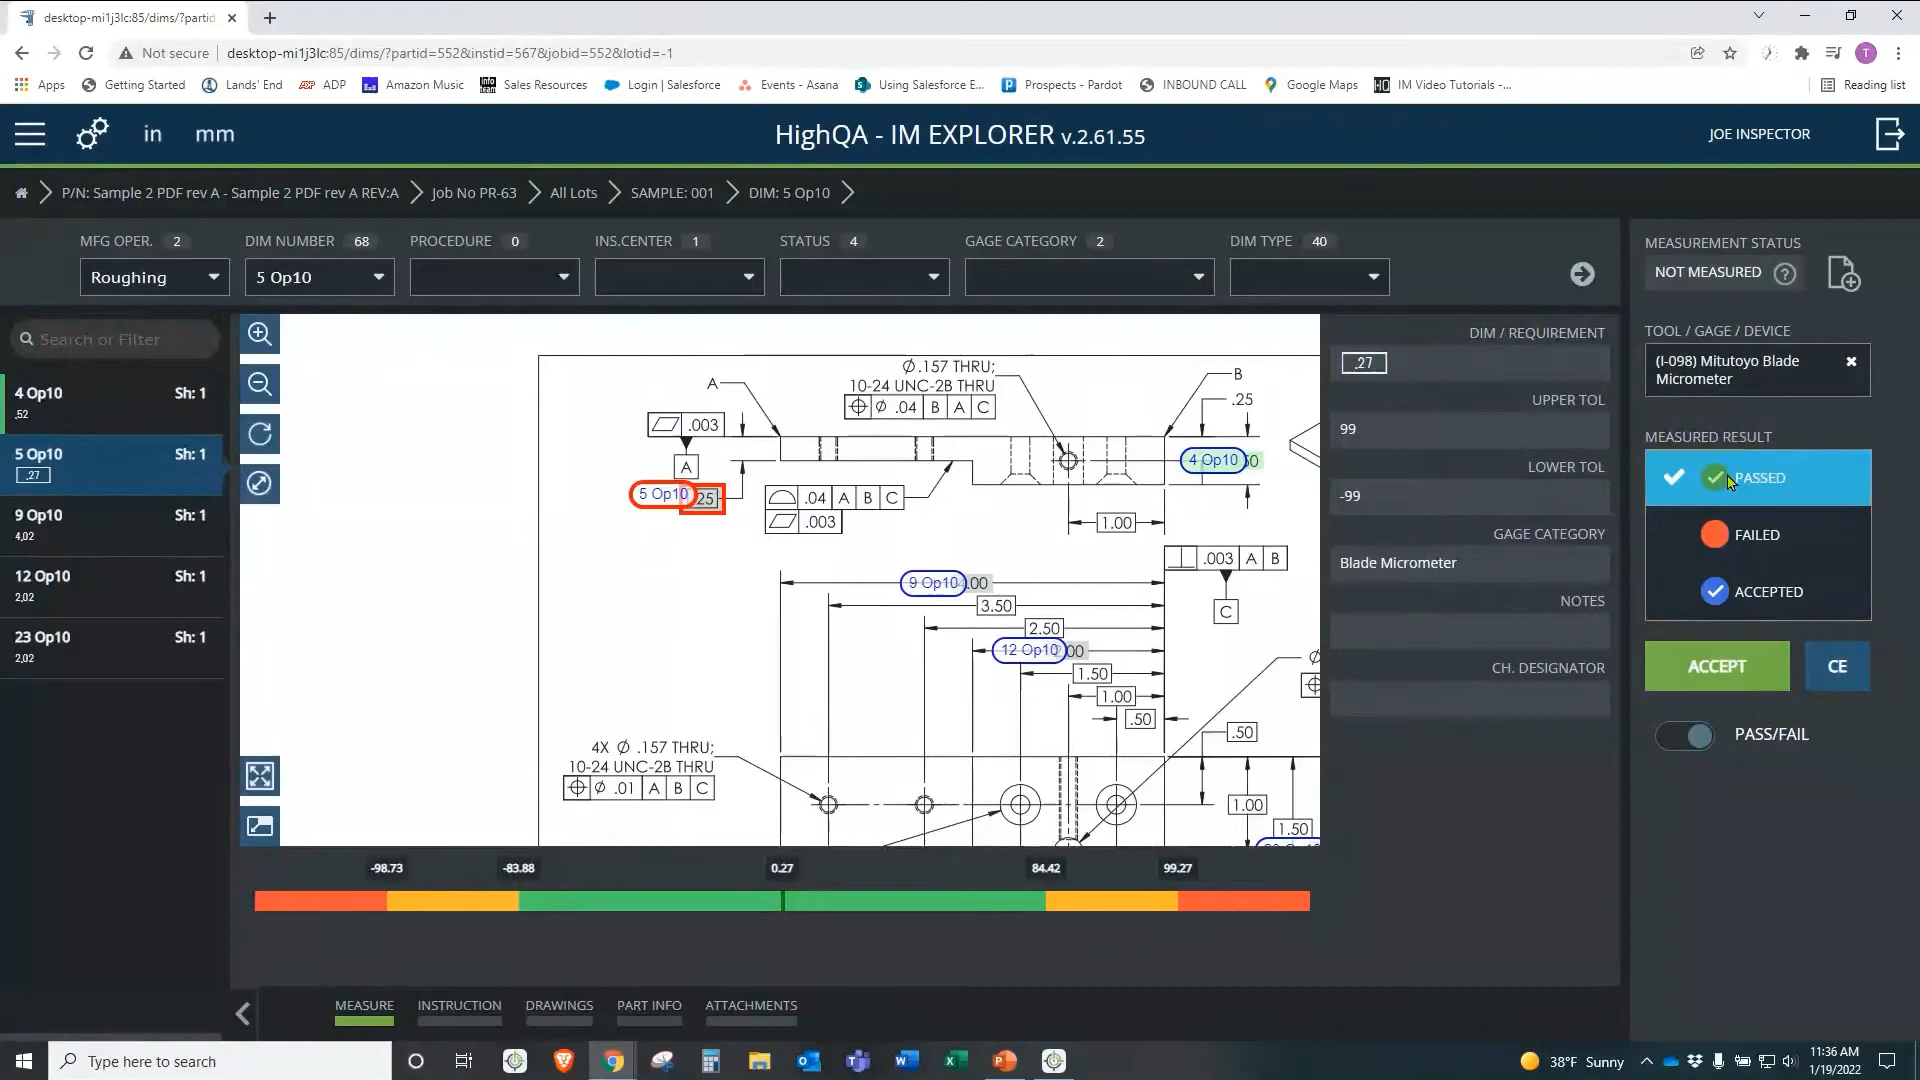 desktop-mi1j3lc:85/dims/?partid
Not secure
desktop-mi1j3lc:85/dims/?partid=552&instid=567&jobid=552&lotid=-1
T
Apps
Getting Started
Lands' End
ADP
Amazon Music
Sales Resources
Login | Salesforce
Events - Asana
Using Salesforce E...
Prospects - Pardot
INBOUND CALL
Google Maps
IM Video Tutorials -...
Reading list
in
mm
HighQA - IM EXPLORER v.2.61.55
JOE INSPECTOR
P/N: Sample 2 PDF rev A - Sample 2 PDF rev A REV:A
Job No PR-63
All Lots
SAMPLE: 001
DIM: 5 Op10
MFG OPER. 2
DIM NUMBER 68
PROCEDURE 0
INS.CENTER 1
STATUS 4
GAGE CATEGORY 2
DIM TYPE 40
Roughing
5 Op10
Search or Filter
4 Op10 Sh: 1
.52
5 Op10 Sh: 1
.27
9 Op10 Sh: 1
4.02
12 Op10 Sh: 1
2.02
23 Op10 Sh: 1
2.02
Ø.157 THRU;
10-24 UNC-2B THRU
Ø .04 B A C
A
B
.25
.003
A
4 Op10
5 Op10 .25
.04 A B C
.003
1.00
.003 A B
C
9 Op10
3.50
2.50
12 Op10
1.50
1.00
.50
.50
4X Ø .157 THRU;
10-24 UNC-2B THRU
Ø .01 A B C
1.00
1.50
-98.73
-83.88
0.27
84.42
99.27
DIM / REQUIREMENT
.27
UPPER TOL
99
LOWER TOL
-99
GAGE CATEGORY
Blade Micrometer
NOTES
CH. DESIGNATOR
MEASUREMENT STATUS
NOT MEASURED ?
TOOL / GAGE / DEVICE
(I-098) Mitutoyo Blade
Micrometer
MEASURED RESULT
PASSED
FAILED
ACCEPTED
ACCEPT
CE
PASS/FAIL
MEASURE
INSTRUCTION
DRAWINGS
PART INFO
ATTACHMENTS
Type here to search
38°F Sunny
11:36 AM
1/19/2022